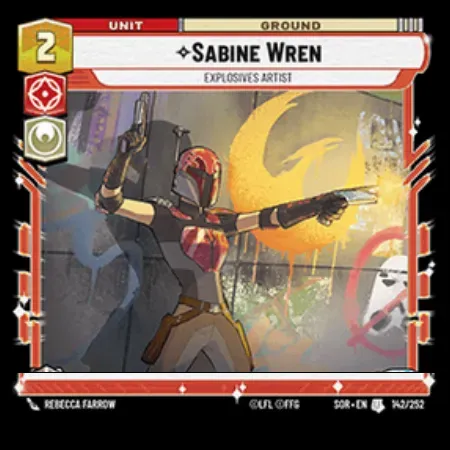 UNIT GROUND
2
SABINE WREN
EXPLOSIVES ARTIST
REBECCA FARROW ©LFL ©FFG SOR • EN 142/252